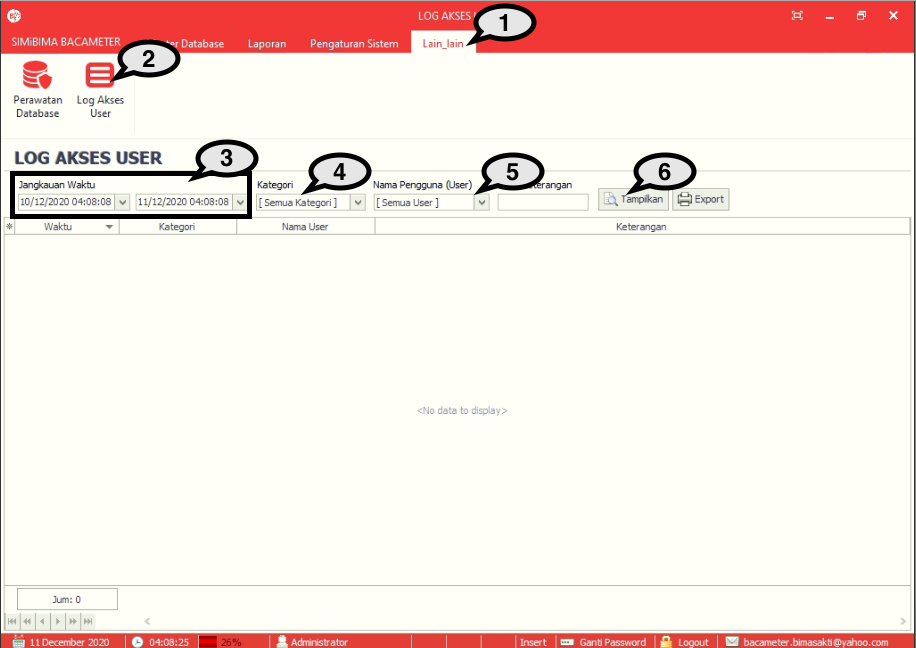 LOG AKSES
1
SIMiBIMA BACAMETER Database Laporan Pengaturan Sistem Lain_lain
2
Perawatan Database
Log Akses User
LOG AKSES USER
3
4
5
6
Jangkauan Waktu Kategori Nama Pengguna (User)
10/12/2020 04:08:08 11/12/2020 04:08:08 [ Semua Kategori ] [ Semua User ] Tampilkan Export
Waktu Kategori Nama User Keterangan
<No data to display>
Jum: 0
11 December 2020 04:08:25 26% Administrator Insert Ganti Password Logout bacameter.bimasakti@yahoo.com